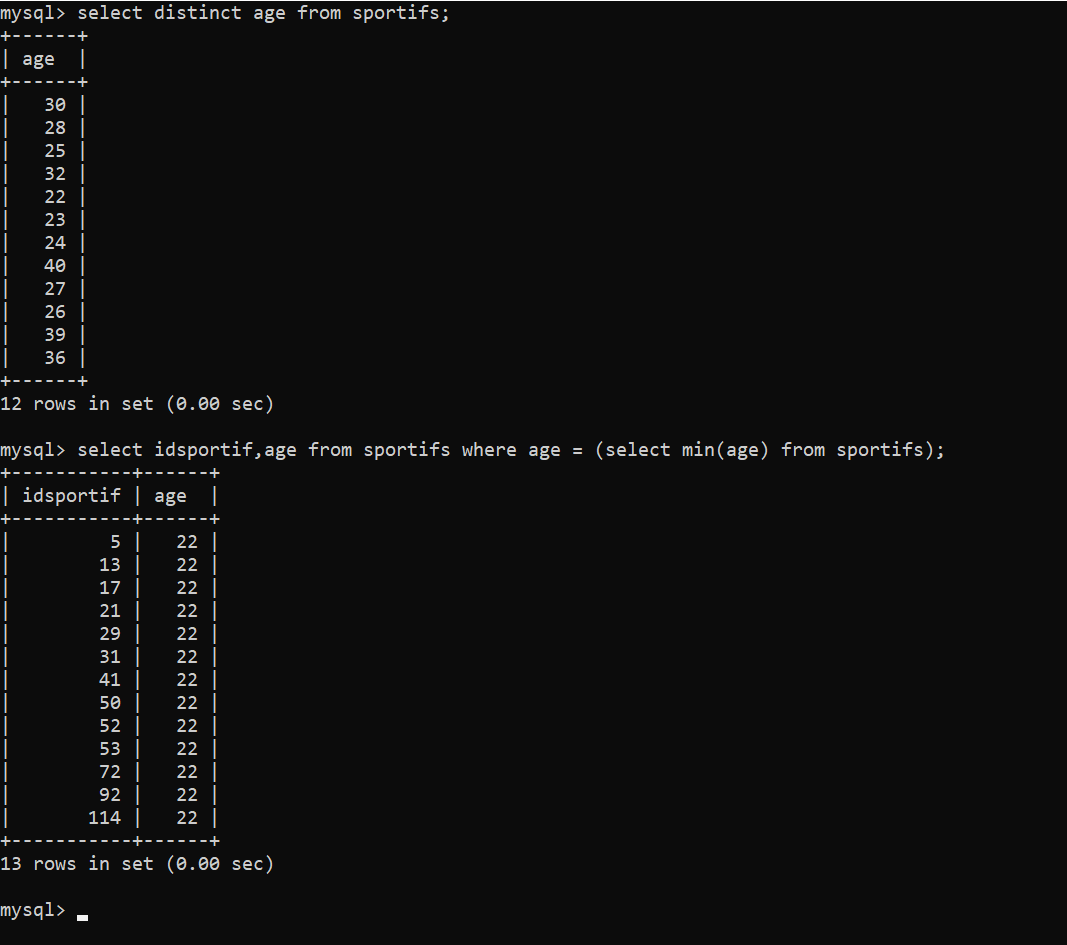 mysql> select distinct age from sportifs;
+------+
| age  |
+------+
|   30 |
|   28 |
|   25 |
|   32 |
|   22 |
|   23 |
|   24 |
|   40 |
|   27 |
|   26 |
|   39 |
|   36 |
+------+
12 rows in set (0.00 sec)

mysql> select idsportif,age from sportifs where age = (select min(age) from sportifs);
+-----------+------+
| idsportif | age  |
+-----------+------+
|         5 |   22 |
|        13 |   22 |
|        17 |   22 |
|        21 |   22 |
|        29 |   22 |
|        31 |   22 |
|        41 |   22 |
|        50 |   22 |
|        52 |   22 |
|        53 |   22 |
|        72 |   22 |
|        92 |   22 |
|       114 |   22 |
+-----------+------+
13 rows in set (0.00 sec)

mysql> _